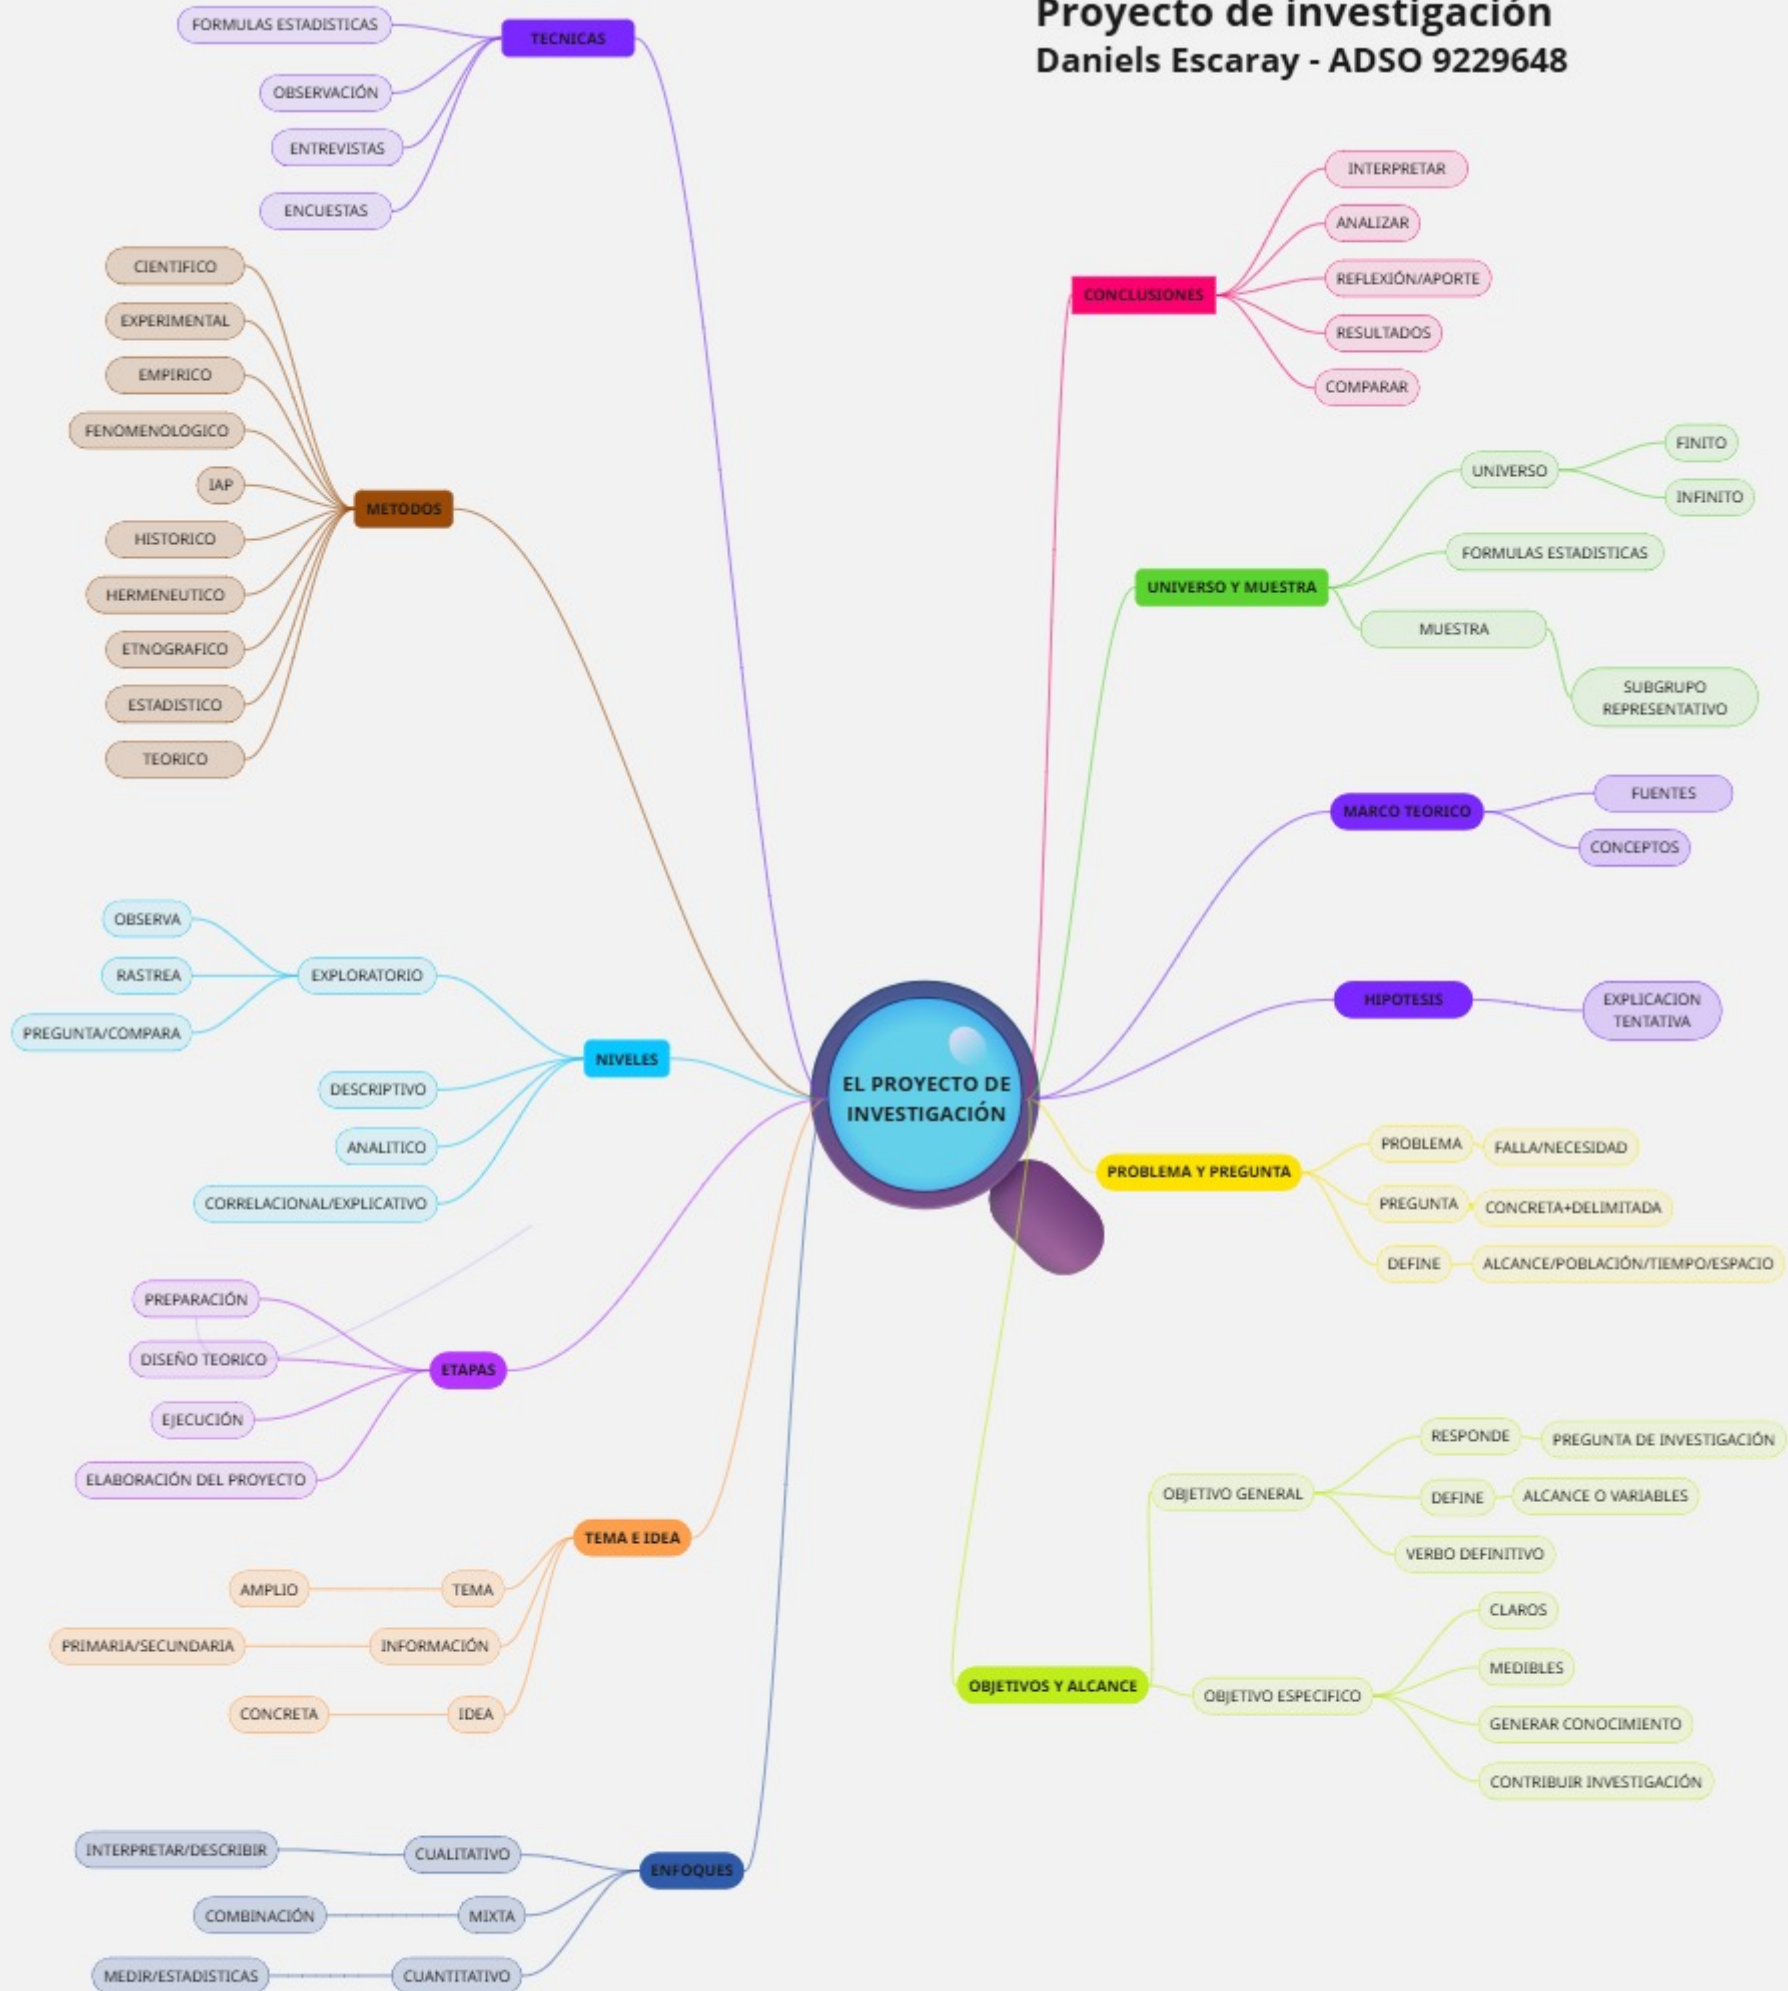 Proyecto de investigación
Daniels Escaray - ADSO 9229648
TECNICAS
FORMULAS ESTADISTICAS
OBSERVACIÓN
ENTREVISTAS
ENCUESTAS
METODOS
CIENTIFICO
EXPERIMENTAL
EMPIRICO
FENOMENOLOGICO
IAP
HISTORICO
HERMENEUTICO
ETNOGRAFICO
ESTADISTICO
TEORICO
NIVELES
EXPLORATORIO
OBSERVA
RASTREA
PREGUNTA/COMPARA
DESCRIPTIVO
ANALITICO
CORRELACIONAL/EXPLICATIVO
ETAPAS
PREPARACIÓN
DISEÑO TEORICO
EJECUCIÓN
ELABORACIÓN DEL PROYECTO
TEMA E IDEA
TEMA
AMPLIO
INFORMACIÓN
PRIMARIA/SECUNDARIA
IDEA
CONCRETA
ENFOQUES
CUALITATIVO
INTERPRETAR/DESCRIBIR
MIXTA
COMBINACIÓN
CUANTITATIVO
MEDIR/ESTADISTICAS
EL PROYECTO DE
INVESTIGACIÓN
CONCLUSIONES
INTERPRETAR
ANALIZAR
REFLEXIÓN/APORTE
RESULTADOS
COMPARAR
UNIVERSO Y MUESTRA
UNIVERSO
FINITO
INFINITO
FORMULAS ESTADISTICAS
MUESTRA
SUBGRUPO
REPRESENTATIVO
MARCO TEORICO
FUENTES
CONCEPTOS
HIPOTESIS
EXPLICACION
TENTATIVA
PROBLEMA Y PREGUNTA
PROBLEMA
FALLA/NECESIDAD
PREGUNTA
CONCRETA+DELIMITADA
DEFINE
ALCANCE/POBLACIÓN/TIEMPO/ESPACIO
OBJETIVOS Y ALCANCE
OBJETIVO GENERAL
RESPONDE
PREGUNTA DE INVESTIGACIÓN
DEFINE
ALCANCE O VARIABLES
VERBO DEFINITIVO
OBJETIVO ESPECIFICO
CLAROS
MEDIBLES
GENERAR CONOCIMIENTO
CONTRIBUIR INVESTIGACIÓN